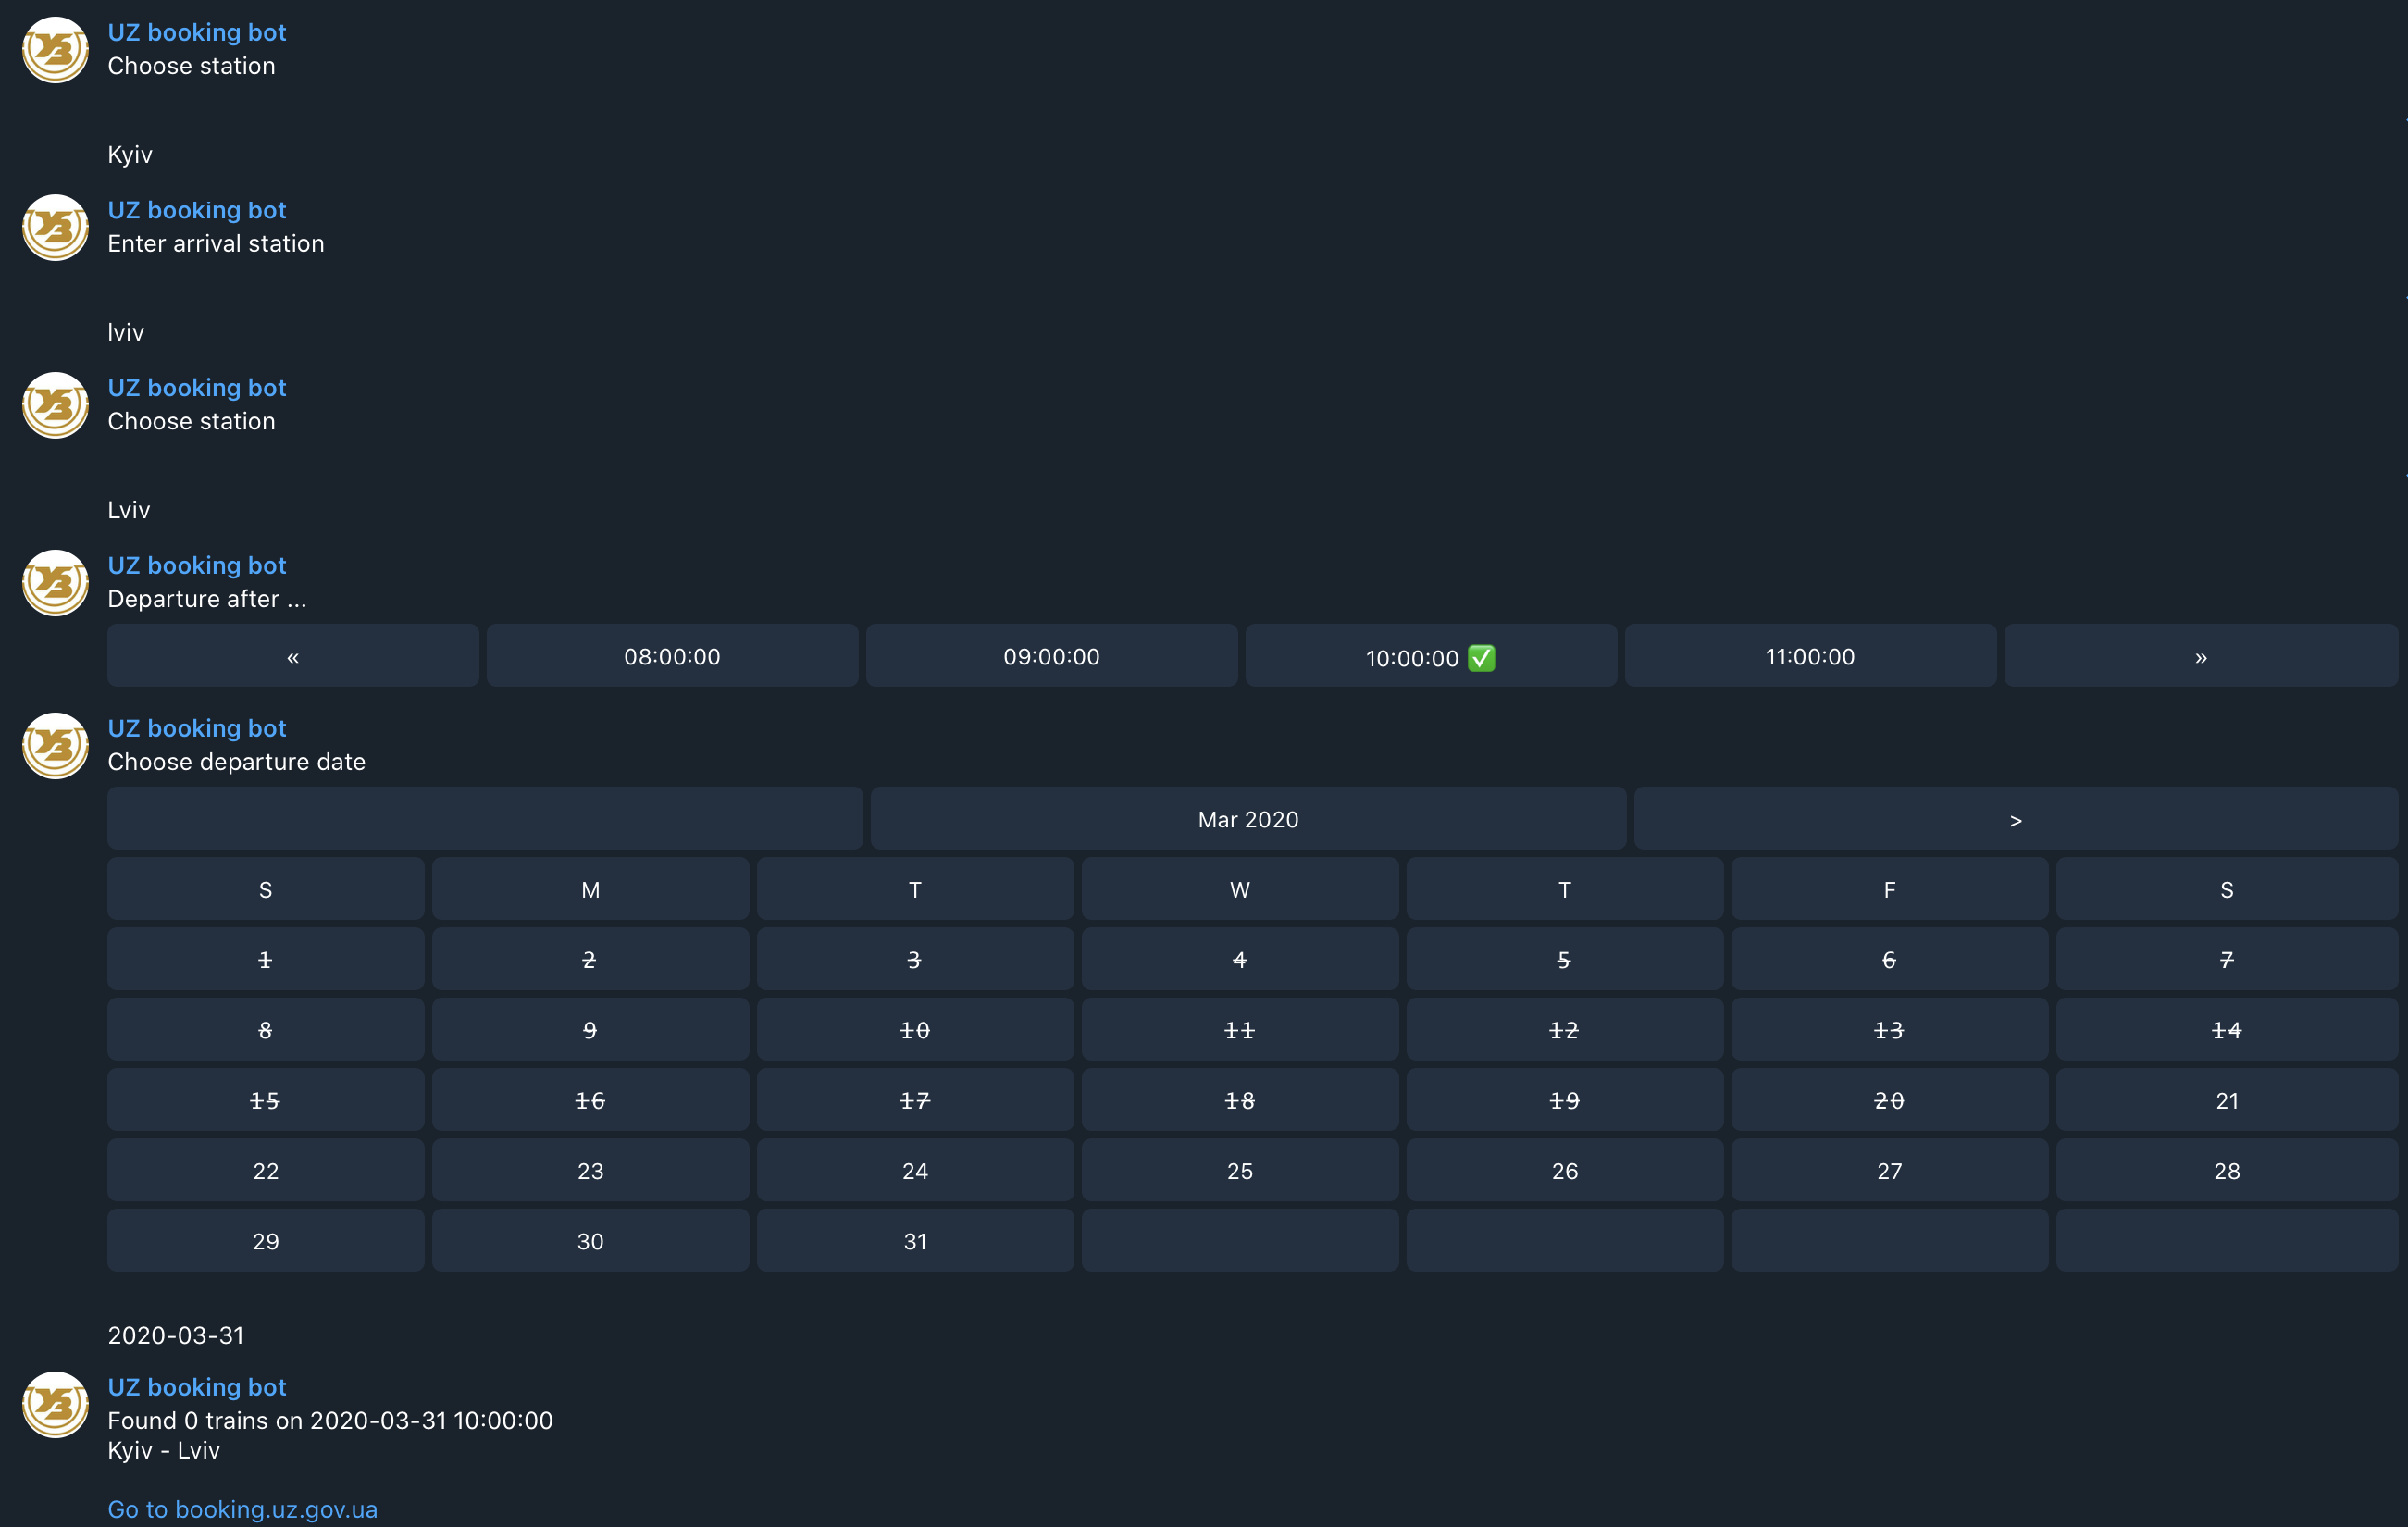 UZ booking bot
Choose station
Kyiv
UZ booking bot
Enter arrival station
lviv
UZ booking bot
Choose station
Lviv
UZ booking bot
Departure after ...
« 08:00:00 09:00:00 10:00:00 ✅ 11:00:00 »
UZ booking bot
Choose departure date
Mar 2020 >
S M T W T F S
1 2 3 4 5 6 7
8 9 10 11 12 13 14
15 16 17 18 19 20 21
22 23 24 25 26 27 28
29 30 31
2020-03-31
UZ booking bot
Found 0 trains on 2020-03-31 10:00:00
Kyiv - Lviv
Go to booking.uz.gov.ua